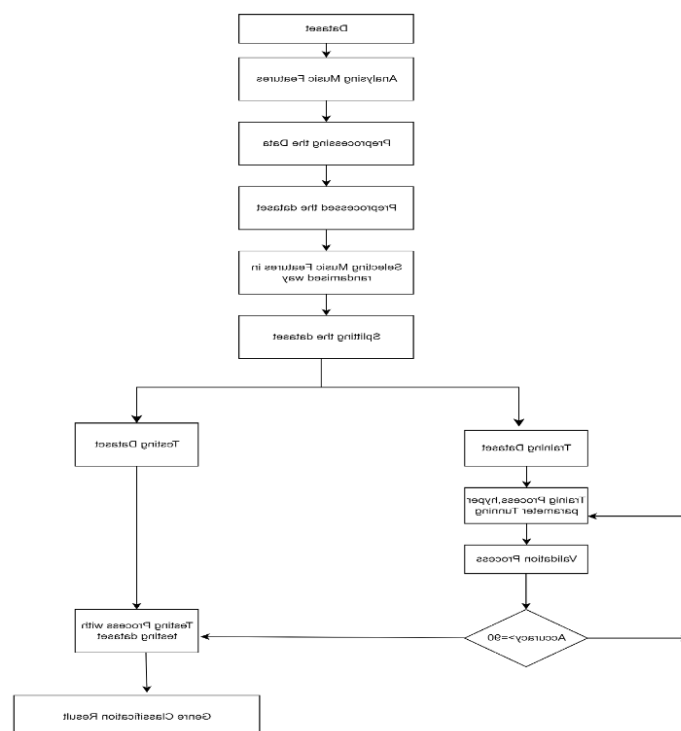 Dataset
Analysing Music Features
Preprocessing the Data
Preprocessed the dataset
Selecting Music Features in
randomised way
Splitting the dataset
Testing Dataset
Training Dataset
Trainig Process,hyper
parameter Tunning
Validation Process
Accuracy>=90
Testing Process with
testing dataset
Genre Classification Result